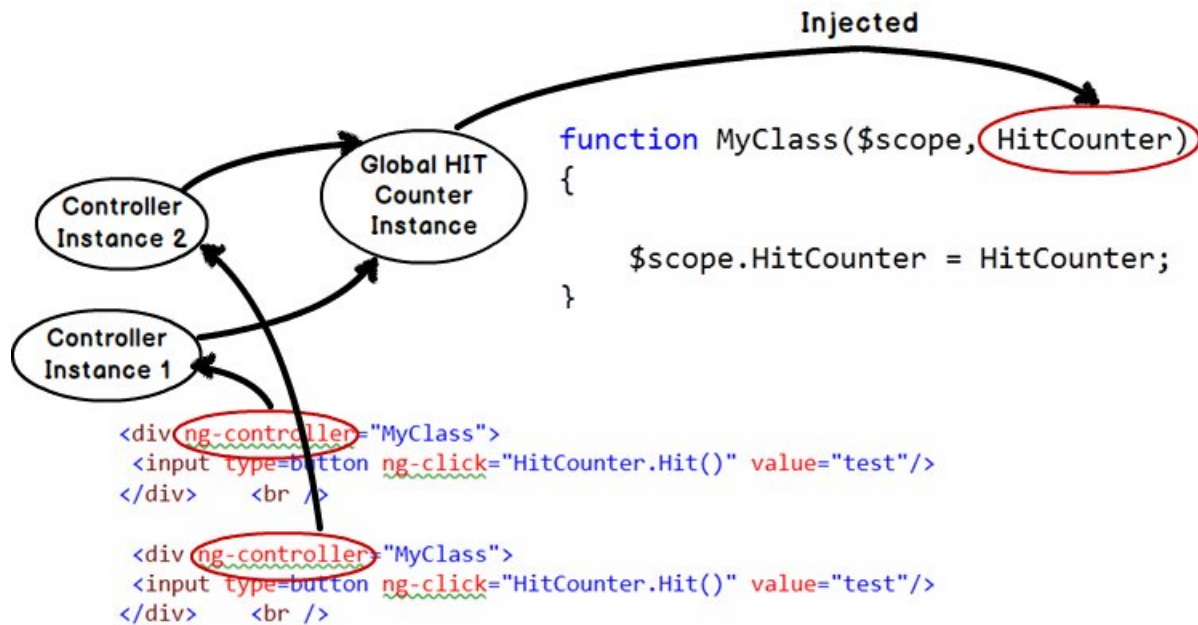 Injected
function MyClass($scope, HitCounter)
{
$scope.HitCounter = HitCounter;
}
Global HIT
Counter
Instance
Controller
Instance 2
Controller
Instance 1
<div ng-controller="MyClass">
<input type=button ng-click="HitCounter.Hit()" value="test"/>
</div> <br />
<div ng-controller="MyClass">
<input type=button ng-click="HitCounter.Hit()" value="test"/>
</div> <br />